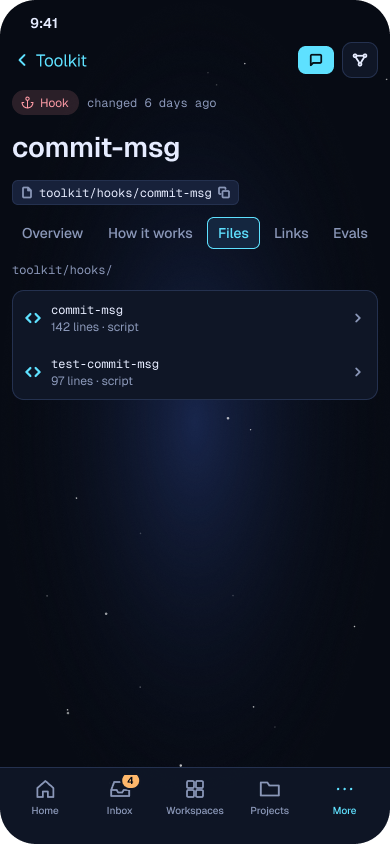 9:41
Toolkit
Hook changed 6 days ago
commit-msg
toolkit/hooks/commit-msg
Overview How it works Files Links Evals
toolkit/hooks/
commit-msg
142 lines · script
test-commit-msg
97 lines · script
4
Home Inbox Workspaces Projects More